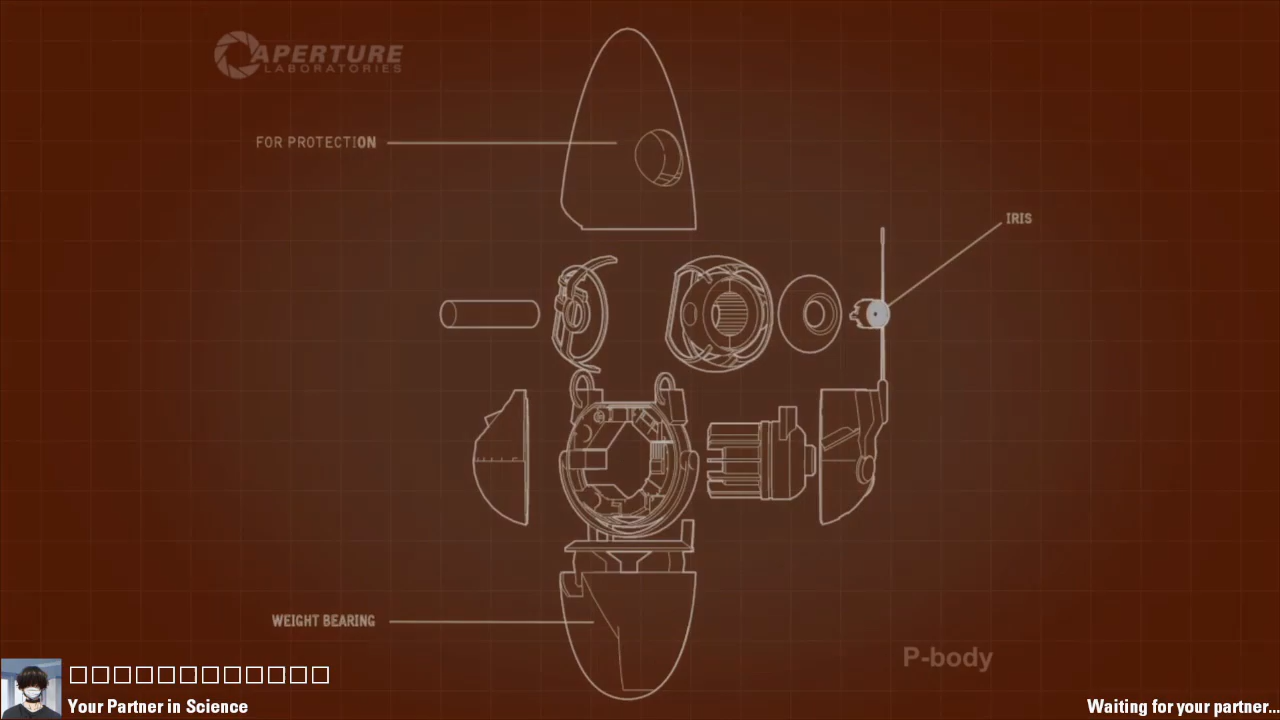 APERTURE
LABORATORIES
FOR PROTECTION
IRIS
WEIGHT BEARING
P-body
□□□□□□□□□□□□
Your Partner in Science
Waiting for your partner...